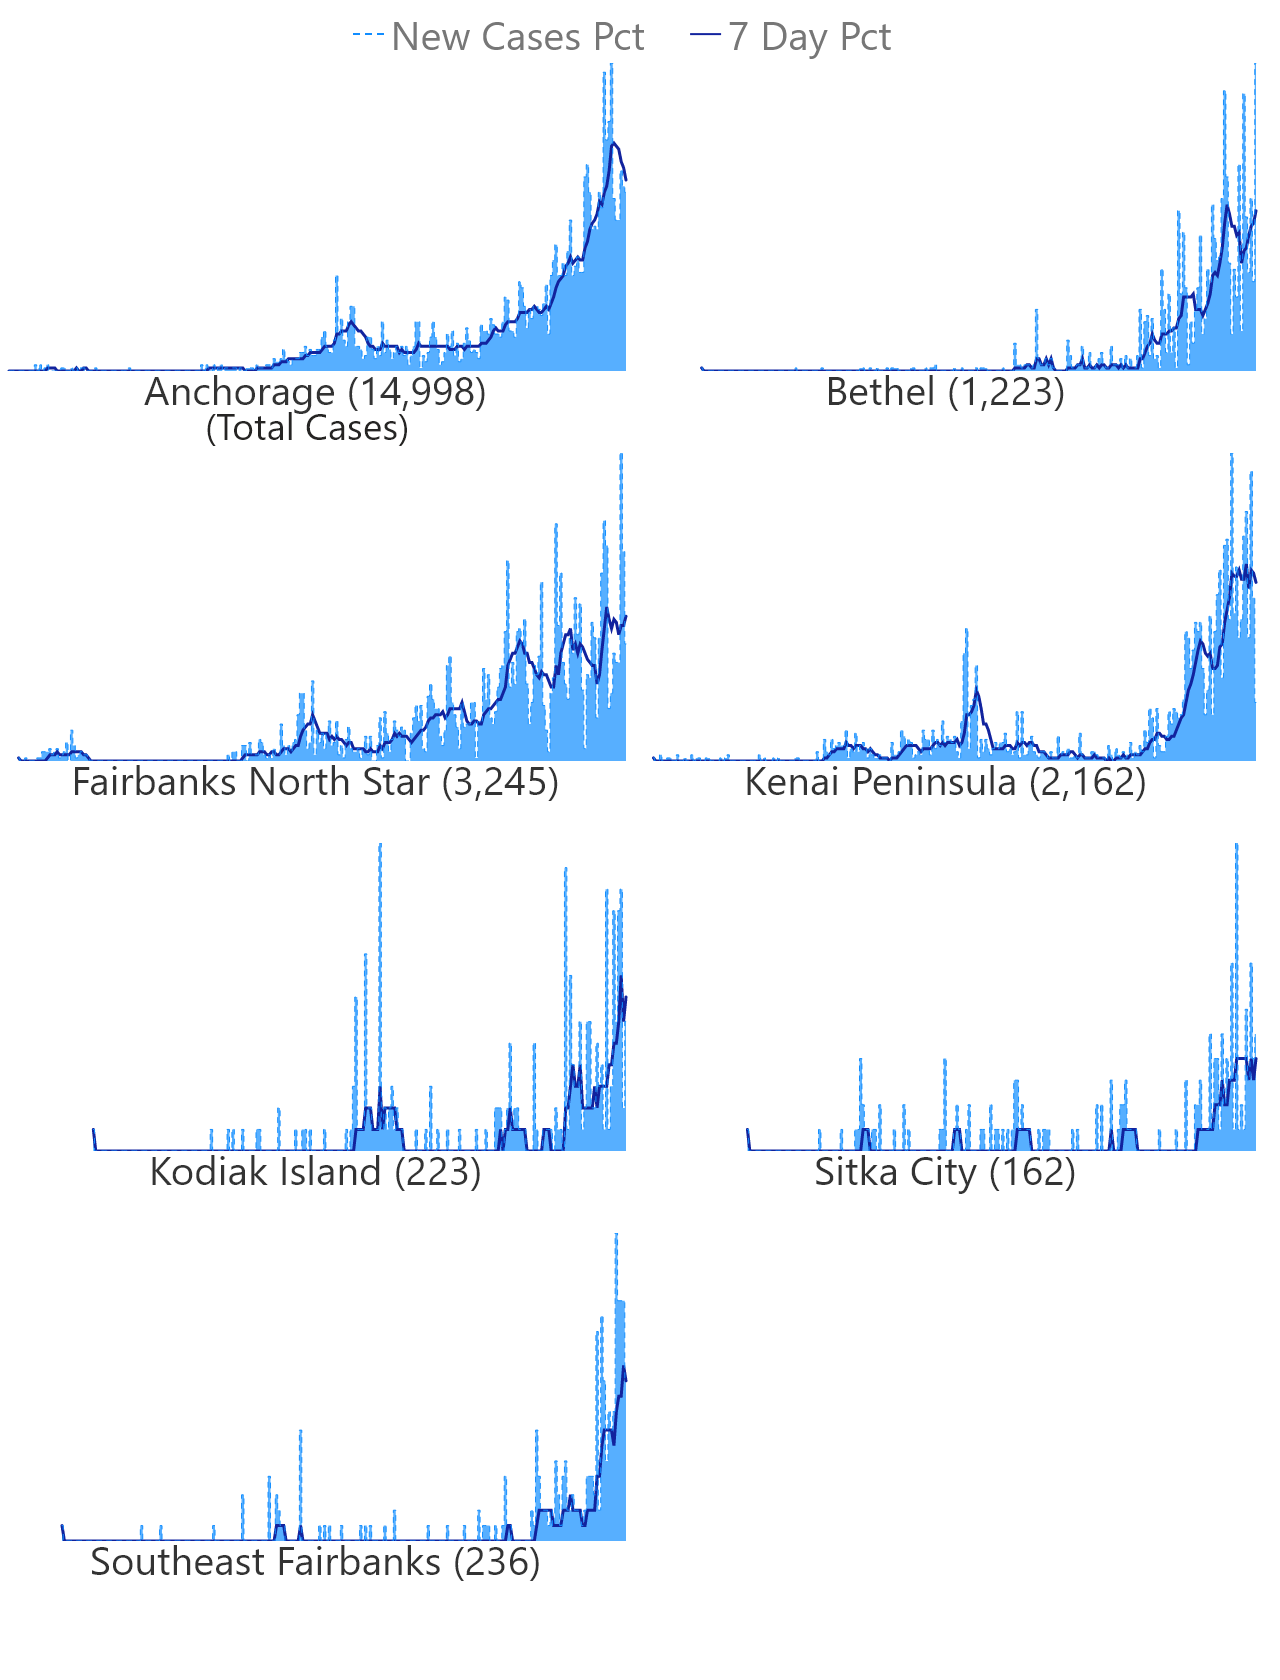 New Cases Pct 7 Day Pct
Anchorage (14,998)
(Total Cases)
Bethel (1,223)
Fairbanks North Star (3,245)
Kenai Peninsula (2,162)
Kodiak Island (223)
Sitka City (162)
Southeast Fairbanks (236)